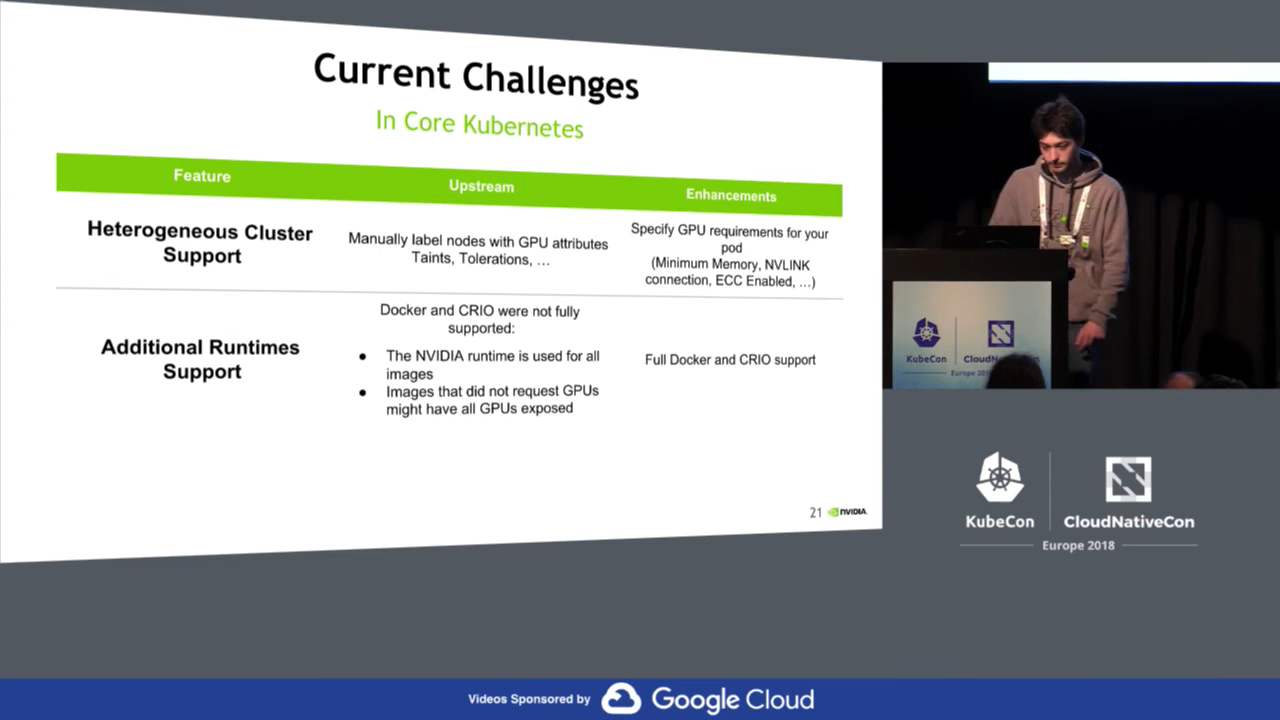 Current Challenges
In Core Kubernetes
Feature
Upstream
Enhancements
Heterogeneous Cluster
Support
Manually label nodes with GPU attributes
Taints, Tolerations, …
Specify GPU requirements for your
pod
(Minimum Memory, NVLINK
connection, ECC Enabled, …)
Additional Runtimes
Support
Docker and CRIO were not fully
supported:
● The NVIDIA runtime is used for all
images
● Images that did not request GPUs
might have all GPUs exposed
Full Docker and CRIO support
21 NVIDIA
KubeCon
Europe
KubeCon
CloudNativeCon
Europe 2018
Videos Sponsored by
Google Cloud